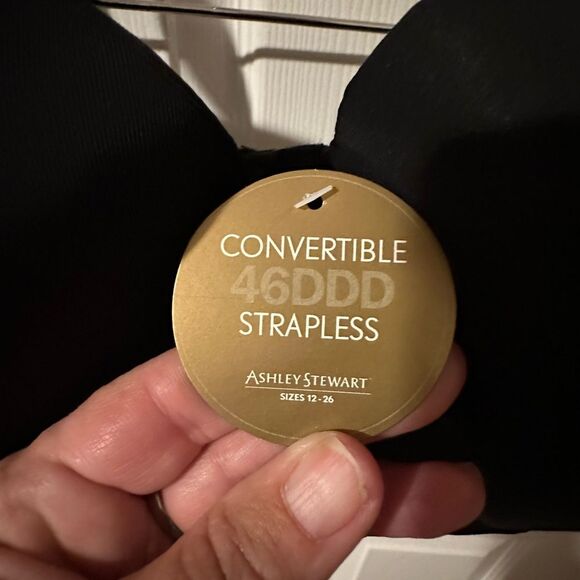 CONVERTIBLE
46DDD
STRAPLESS
ASHLEY STEWART
SIZES 12-26